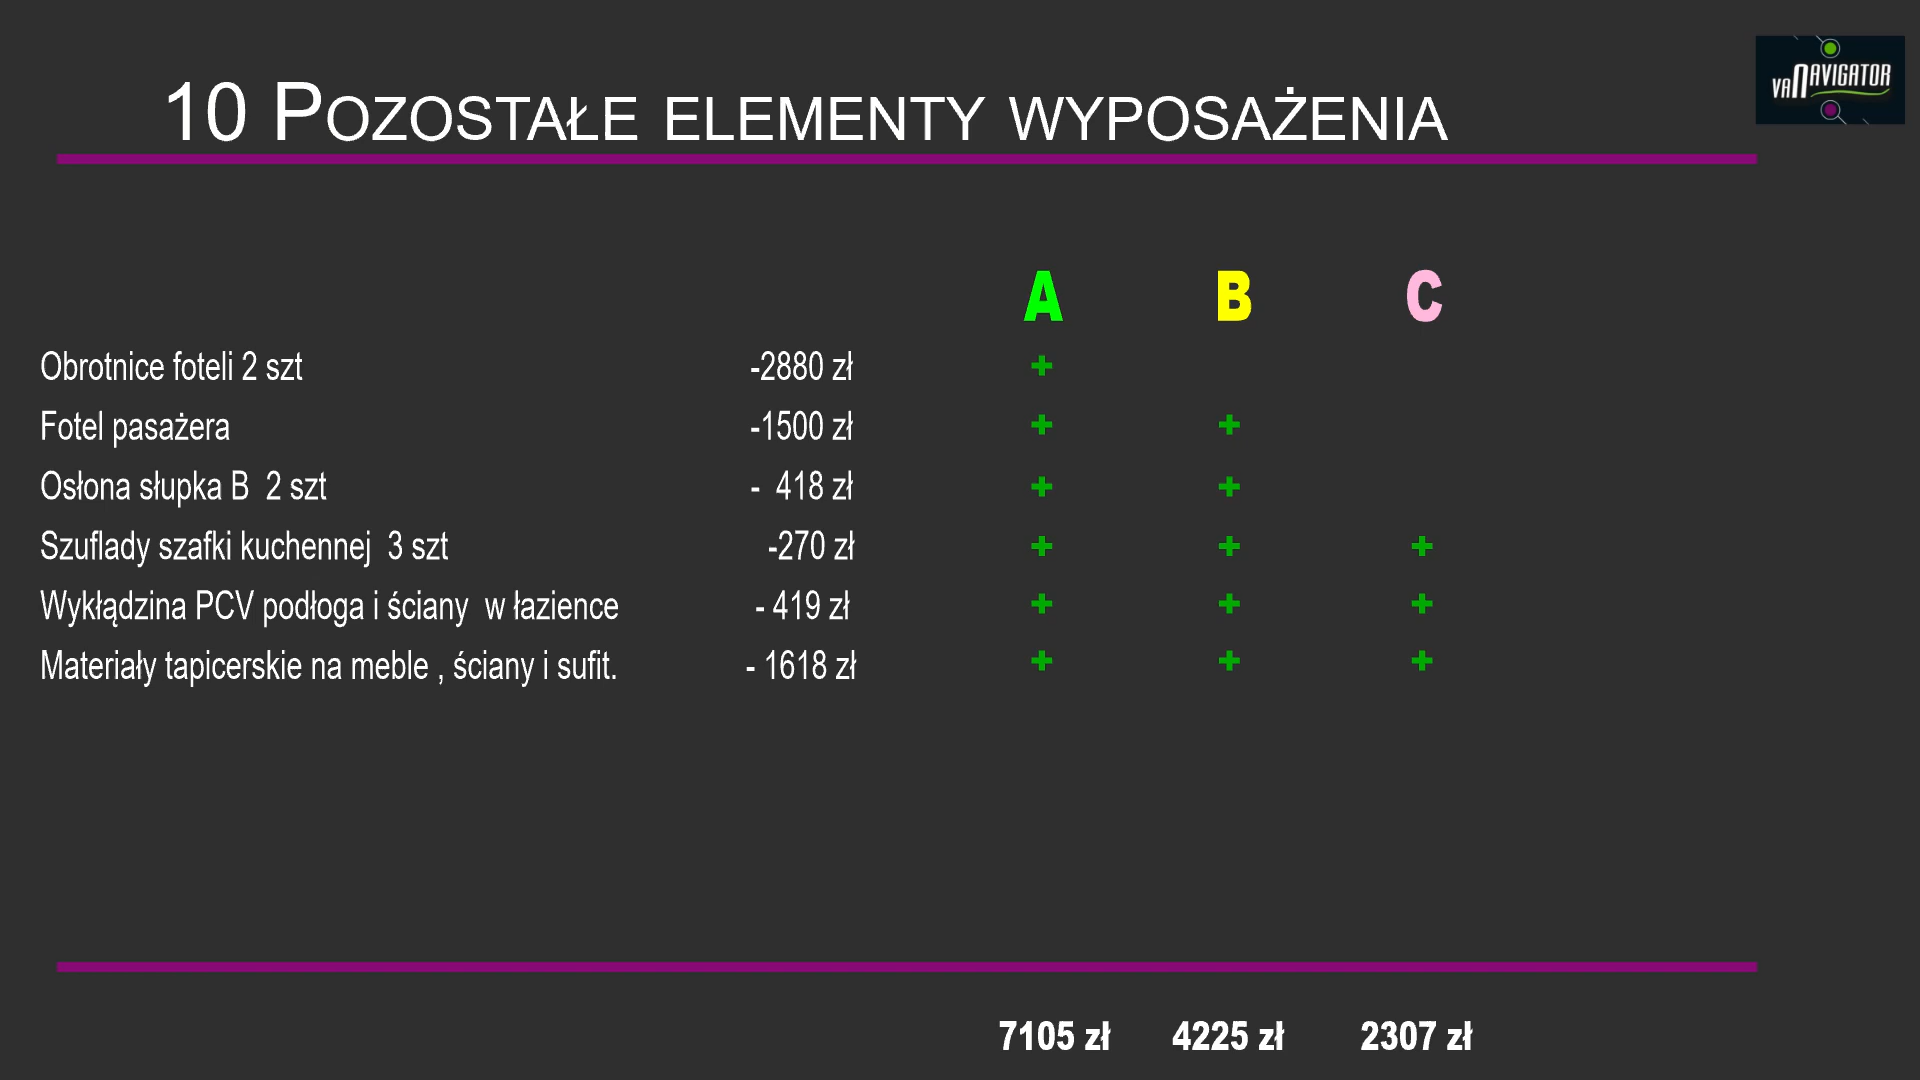 10 Pozostałe elementy wyposażenia
vaNavigator
A B C
Obrotnice foteli 2 szt -2880 zł +
Fotel pasażera -1500 zł + +
Osłona słupka B 2 szt - 418 zł + +
Szuflady szafki kuchennej 3 szt -270 zł + + +
Wykłądzina PCV podłoga i ściany w łazience - 419 zł + + +
Materiały tapicerskie na meble , ściany i sufit. - 1618 zł + + +
7105 zł 4225 zł 2307 zł